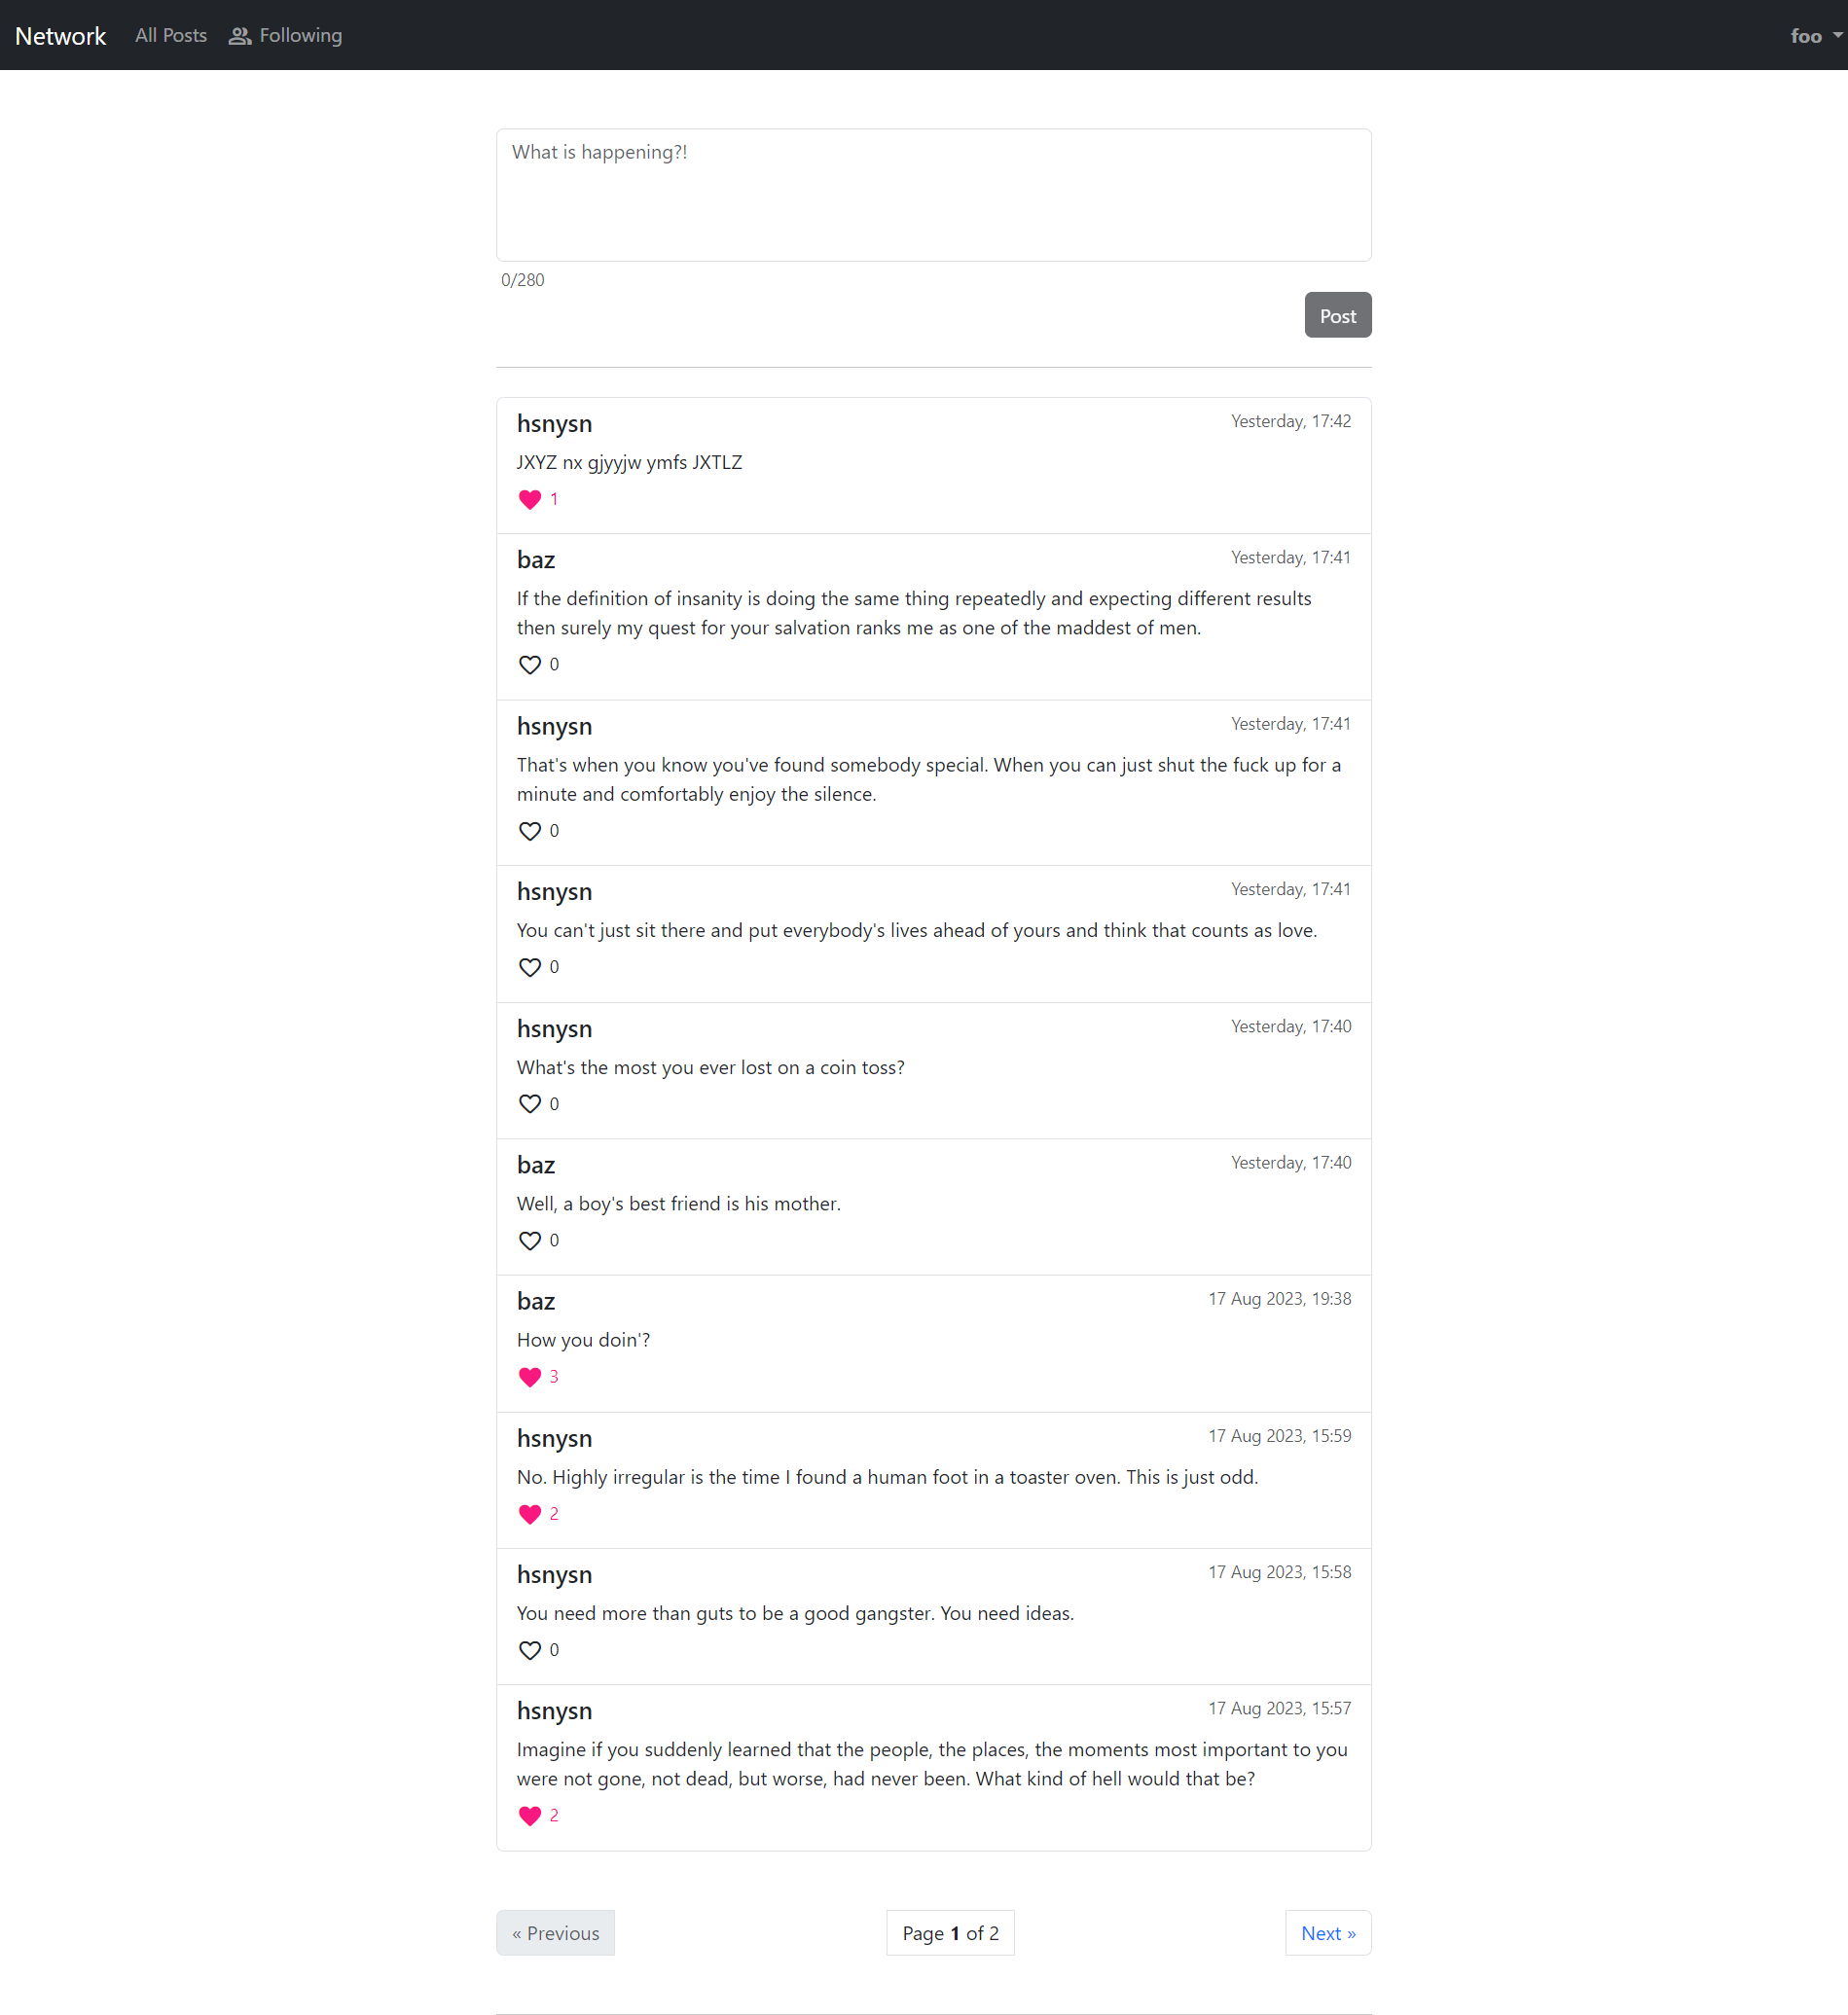 Network All Posts Following foo
What is happening?!
0/280
Post
hsnysn Yesterday, 17:42
JXYZ nx gjyyjw ymfs JXTLZ
1
baz Yesterday, 17:41
If the definition of insanity is doing the same thing repeatedly and expecting different results
then surely my quest for your salvation ranks me as one of the maddest of men.
0
hsnysn Yesterday, 17:41
That's when you know you've found somebody special. When you can just shut the fuck up for a
minute and comfortably enjoy the silence.
0
hsnysn Yesterday, 17:41
You can't just sit there and put everybody's lives ahead of yours and think that counts as love.
0
hsnysn Yesterday, 17:40
What's the most you ever lost on a coin toss?
0
baz Yesterday, 17:40
Well, a boy's best friend is his mother.
0
baz 17 Aug 2023, 19:38
How you doin'?
3
hsnysn 17 Aug 2023, 15:59
No. Highly irregular is the time I found a human foot in a toaster oven. This is just odd.
2
hsnysn 17 Aug 2023, 15:58
You need more than guts to be a good gangster. You need ideas.
0
hsnysn 17 Aug 2023, 15:57
Imagine if you suddenly learned that the people, the places, the moments most important to you
were not gone, not dead, but worse, had never been. What kind of hell would that be?
2
« Previous Page 1 of 2 Next »